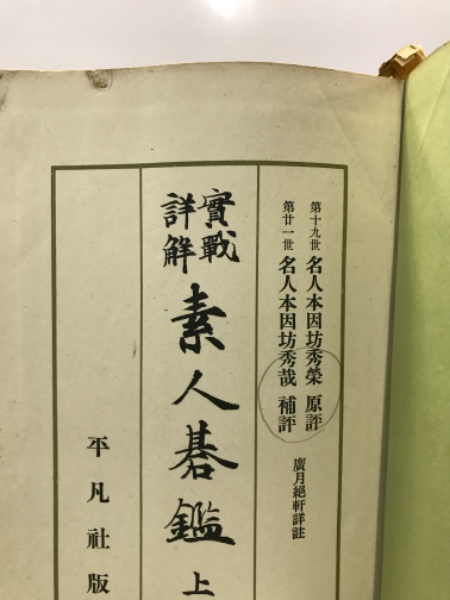 第十九世 名人本因坊秀榮 原評
第廿一世 名人本因坊秀哉 補評
廣月絕軒詳註
實戰
詳解
素人碁鑑 上
平凡社版